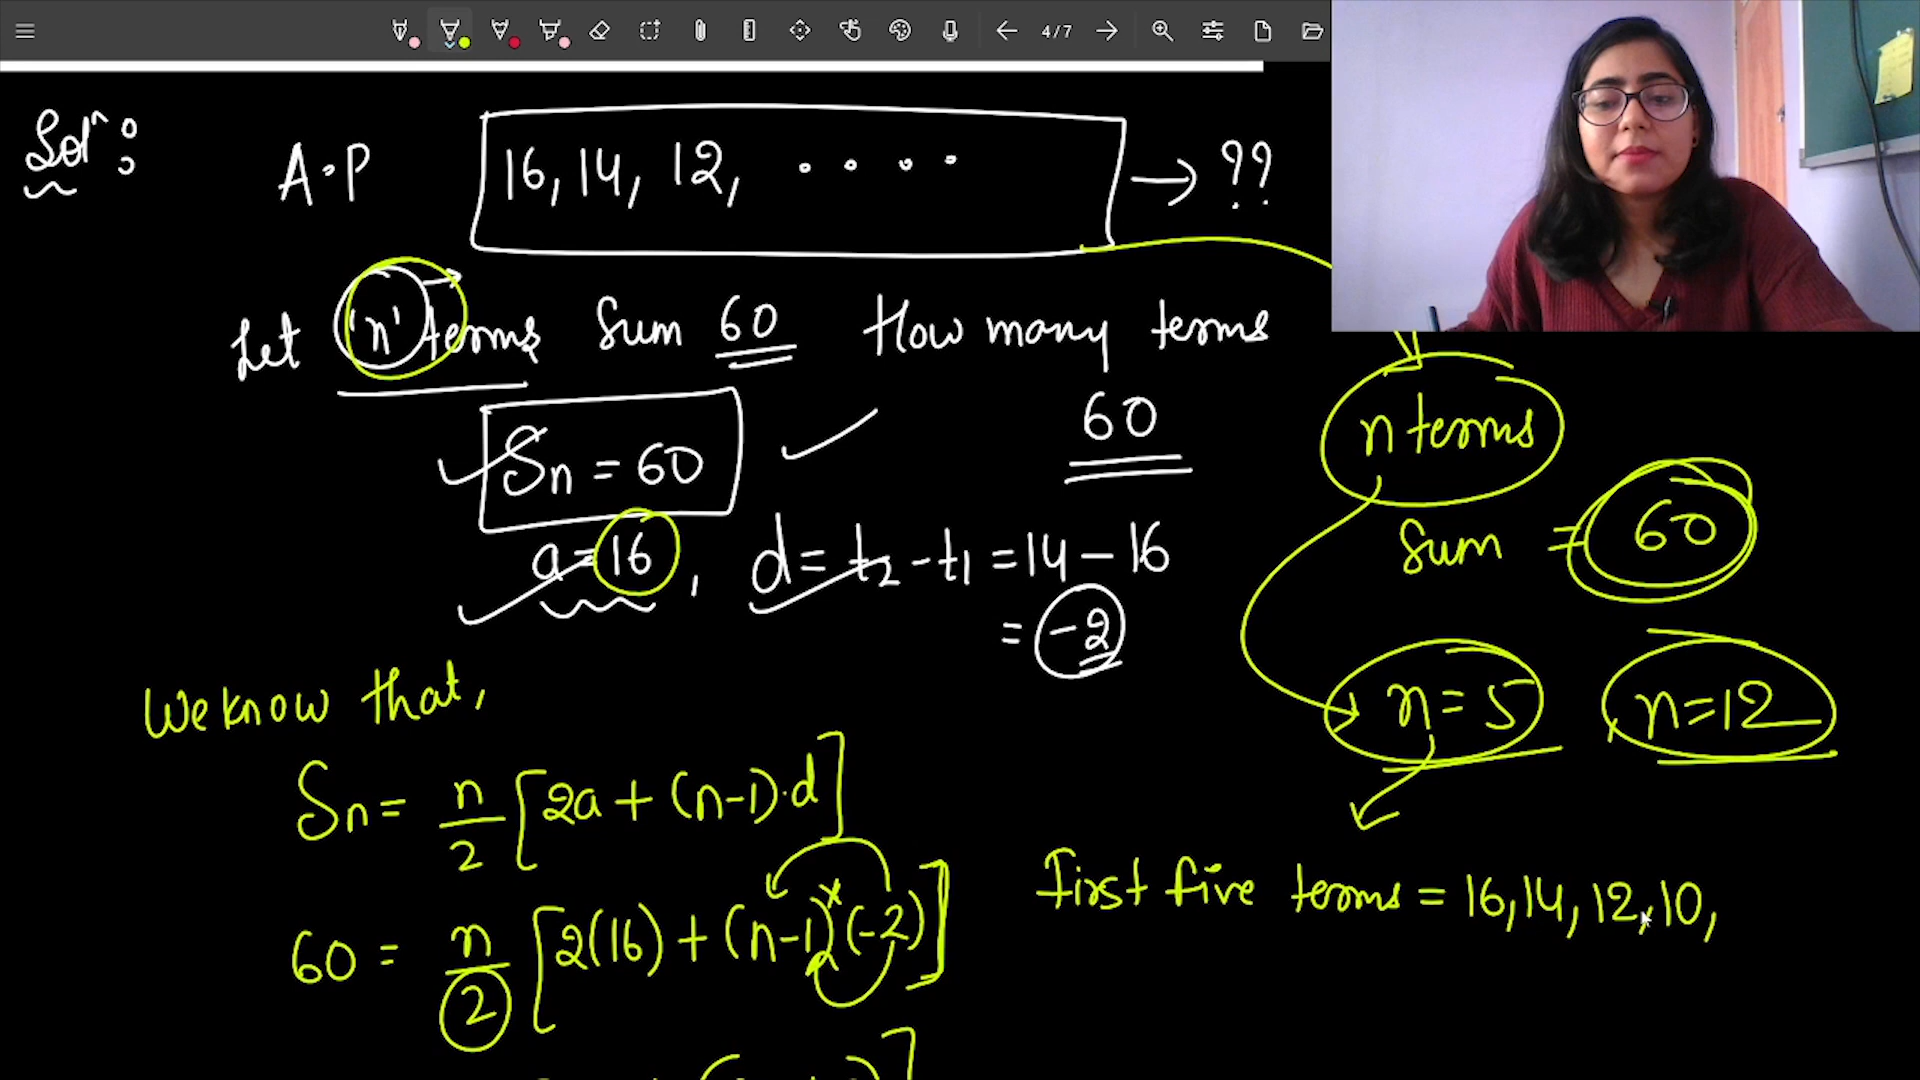 4/7
Solⁿ:
A.P 16, 14, 12, . . . . → ??
Let 'n' terms Sum 60 How many terms
Sn = 60
60
a = 16, d = t2 - t1 = 14 - 16
= -2
n terms
Sum = 60
n = 5 n = 12
We know that,
Sn = n/2 [2a + (n-1)·d]
60 = n/2 [2(16) + (n-1)×(-2)]
First five terms = 16, 14, 12, 10,